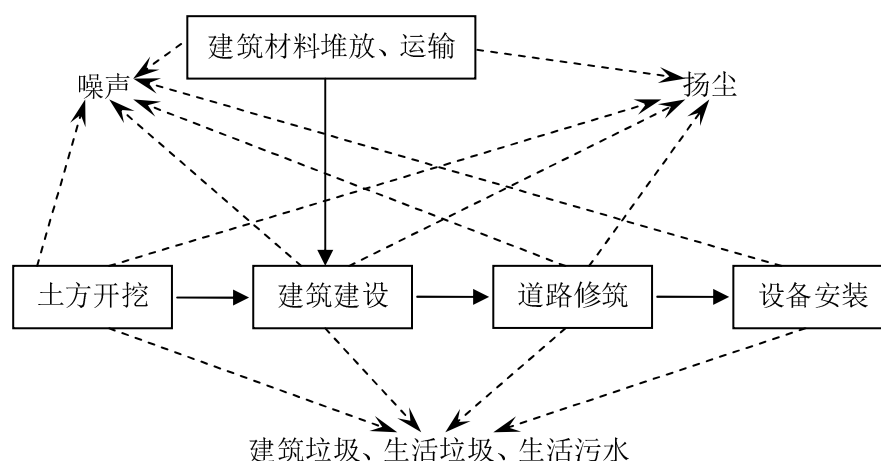 建筑材料堆放、运输
噪声
扬尘
土方开挖
建筑建设
道路修筑
设备安装
建筑垃圾、生活垃圾、生活污水